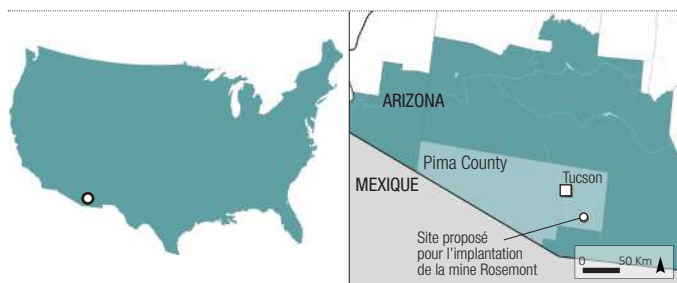 ARIZONA
Pima County
Tucson
MEXIQUE
Site proposé
pour l'implantation
de la mine Rosemont
0 50 Km